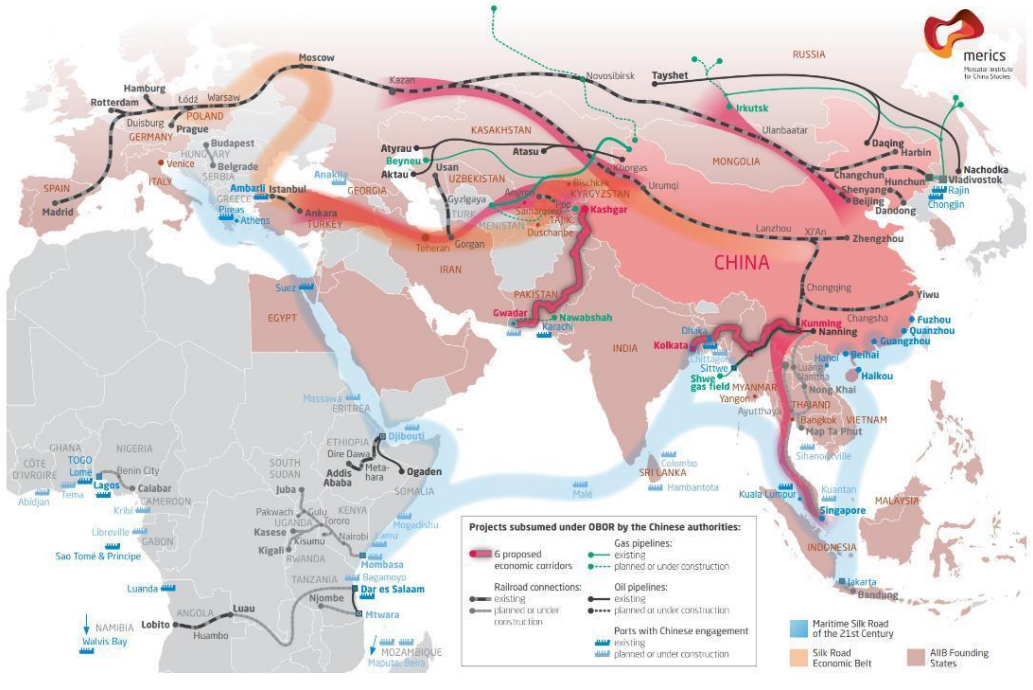 merics
Mercator Institute
for China Studies
RUSSIA
Moscow
Kazan
Novosibirsk
Tayshet
Irkutsk
Ulanbaatar
MONGOLIA
Daqing
Harbin
Changchun
Hunchun
Shenyang
Dandong
Beijing
Nachodka
Vladivostok
Rajin
Chongjin
Hamburg
Rotterdam
Duisburg
Łódź
Warsaw
POLAND
GERMANY
Prague
Budapest
HUNGARY
Belgrade
SERBIA
Venice
ITALY
SPAIN
Madrid
GREECE
Piräus
Athens
Ambarli
Istanbul
Ankara
TURKEY
Anaklia
GEORGIA
KASAKHSTAN
Atyrau
Beyneu
Aktau
Usan
Atasu
Khorgas
UZBEKISTAN
Gyzlgaya
TURK
MENISTAN
Angren
Pop
Samarqand
Bischkek
KYRGYZSTAN
TAJIK.
Duschanbe
Kashgar
Urumqi
Teheran
Gorgan
IRAN
Lanzhou
Xi'An
Zhengzhou
CHINA
Chongqing
Yiwu
Changsha
Fuzhou
Quanzhou
Guangzhou
Kunming
Nanning
Beihai
Haikou
Hanoi
PAKISTAN
Gwadar
Nawabshah
Karachi
INDIA
Kolkata
Dhaka
Chittagong
Sittwe
Shwe
gas field
MYANMAR
Yangon
Luang
Namtha
Nong Khai
THAILAND
Ayutthaya
Bangkok
Map Ta Phut
VIETNAM
Sihanoukville
Suez
EGYPT
Massawa
ERITREA
Djibouti
ETHIOPIA
Dire Dawa
Addis
Ababa
Meta-
hara
Ogaden
SOMALIA
Mogadishu
SOUTH
SUDAN
Juba
Pakwach
Gulu
Tororo
UGANDA
KENYA
Kasese
Kisumu
Nairobi
Lamu
Kigali
RWANDA
Mombasa
Bagamoyo
TANZANIA
Dar es Salaam
Njombe
Mtwara
GHANA
NIGERIA
CÔTE
D'IVOIRE
TOGO
Lomé
Benin City
Lagos
Calabar
Abidjan
Tema
CAMEROON
Kribi
Libreville
GABON
Sao Tomé & Principe
Luanda
ANGOLA
Lobito
Luau
Huambo
NAMIBIA
Walvis Bay
MOZAMBIQUE
Maputo, Beira
Colombo
SRI LANKA
Hambantota
Malé
Kuala Lumpur
Kuantan
MALAYSIA
Singapore
INDONESIA
Jakarta
Bandung
Projects subsumed under OBOR by the Chinese authorities:
6 proposed
economic corridors
Railroad connections:
existing
planned or under
construction
Gas pipelines:
existing
planned or under construction
Oil pipelines:
existing
planned or under construction
Ports with Chinese engagement
existing
planned or under construction
Maritime Silk Road
of the 21st Century
Silk Road
Economic Belt
AIIB Founding
States